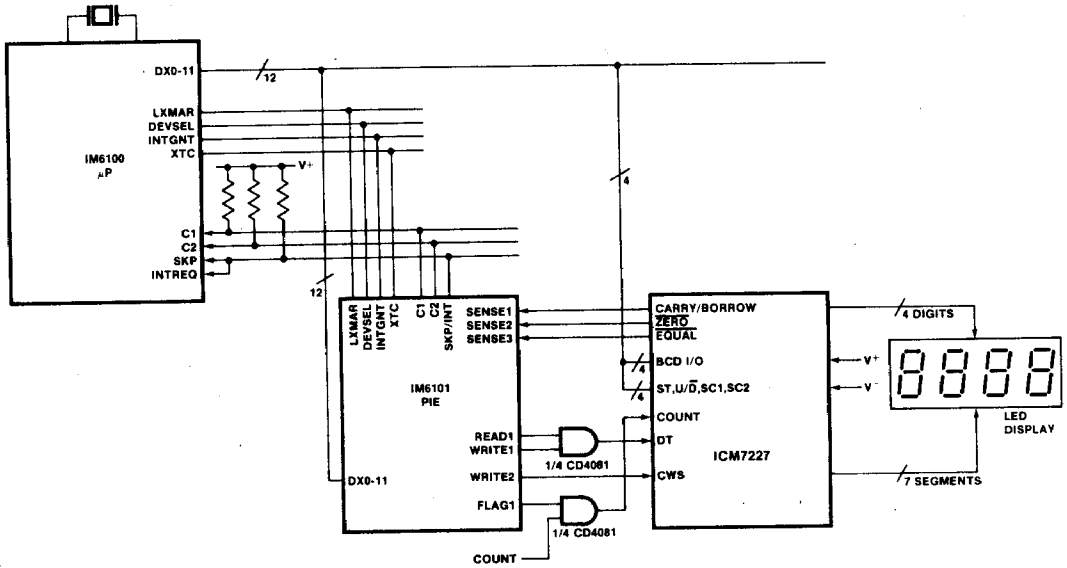 DX0-11
12
LXMAR
DEVSEL
INTGNT
XTC
IM6100
μP
V+
4
C1
C2
SKP
INTREQ
12
LXMAR
DEVSEL
INTGNT
XTC
C1
C2
SKP/INT
SENSE1
SENSE2
SENSE3
CARRY/BORROW
ZERO
EQUAL
4 DIGITS
BCD I/O
4
V+
ST,U/D̅,SC1,SC2
4
V-
8888
LED
DISPLAY
IM6101
PIE
COUNT
READ1
WRITE1
1/4 CD4081
DT
ICM7227
DX0-11
WRITE2
CWS
7 SEGMENTS
FLAG1
1/4 CD4081
COUNT